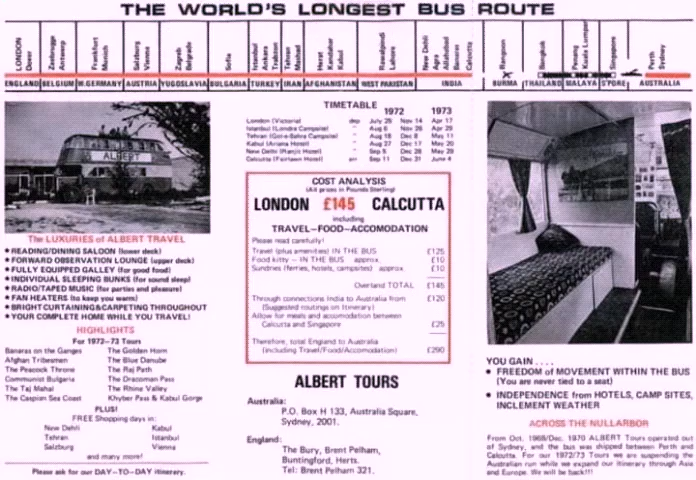 THE WORLD'S LONGEST BUS ROUTE
LONDON
Dover
Zeebrugge
Antwerp
Frankfurt
Munich
Salzburg
Vienna
Zagreb
Belgrade
Sofia
Istanbul
Ankara
Trabzon
Tehran
Mashad
Herat
Kandahar
Kabul
Rawalpindi
Lahore
New Delhi
Agra
Allahabad
Banaras
Calcutta
Rangoon
Bangkok
Penang
Kuala Lumpur
Singapore
Perth
Sydney
ENGLAND BELGIUM W.GERMANY AUSTRIA YUGOSLAVIA BULGARIA TURKEY IRAN AFGHANISTAN WEST PAKISTAN INDIA BURMA THAILAND MALAYA S'PORE AUSTRALIA
ALBERT
The LUXURIES of ALBERT TRAVEL
★ READING/DINING SALOON (lower deck)
★ FORWARD OBSERVATION LOUNGE (upper deck)
★ FULLY EQUIPPED GALLEY (for good food)
★ INDIVIDUAL SLEEPING BUNKS (for sound sleep)
★ RADIO/TAPED MUSIC (for parties and pleasure)
★ FAN HEATERS (to keep you warm)
★ BRIGHT CURTAINING & CARPETING THROUGHOUT
★ YOUR COMPLETE HOME WHILE YOU TRAVEL!
HIGHLIGHTS
For 1972-73 Tours
Banaras on the Ganges The Golden Horn
Afghan Tribesmen The Blue Danube
The Peacock Throne The Raj Path
Communist Bulgaria The Dracoman Pass
The Taj Mahal The Rhine Valley
The Caspian Sea Coast Khyber Pass & Kabul Gorge
PLUS!
FREE Shopping days in:
New Delhi Kabul
Tehran Istanbul
Salzburg Vienna
and many more!
Please ask for our DAY-TO-DAY itinerary.
TIMETABLE
1972 1973
London (Victoria) dep July 25 Nov 14 Apr 17
Istanbul (Londra Campsite) " Aug 6 Nov 26 Apr 29
Tehran (Gol-e-Sahra Campsite) " Aug 18 Dec 8 May 11
Kabul (Ariana Hotel) " Aug 27 Dec 17 May 20
New Delhi (Ranjit Hotel) " Sep 5 Dec 26 May 29
Calcutta (Fairlawn Hotel) arr Sep 11 Dec 31 June 4
COST ANALYSIS
(All prices in Pounds Sterling)
LONDON £145 CALCUTTA
including
TRAVEL-FOOD-ACCOMODATION
Please read carefully!
Travel (plus amenities) IN THE BUS £125
Food kitty - IN THE BUS approx. £10
Sundries (ferries, hotels, campsites) approx. £10
Overland TOTAL £145
Through connections India to Australia from £120
(Suggested routings on Itinerary)
Allow for meals and accomodation between
Calcutta and Singapore £25
Therefore, total England to Australia
(including Travel/Food/Accomodation) £290
ALBERT TOURS
Australia:
P.O. Box H 133, Australia Square,
Sydney, 2001.
England:
The Bury, Brent Pelham,
Buntingford, Herts.
Tel: Brent Pelham 321.
YOU GAIN ....
● FREEDOM of MOVEMENT WITHIN THE BUS
(You are never tied to a seat)
● INDEPENDENCE from HOTELS, CAMP SITES,
INCLEMENT WEATHER
ACROSS THE NULLARBOR
From Oct. 1968/Dec. 1970 ALBERT Tours operated out
of Sydney, and the bus was shipped between Perth and
Calcutta. For our 1972/73 Tours we are suspending the
Australian run while we expand our Itinerary through Asia
and Europe. We will be back!!!